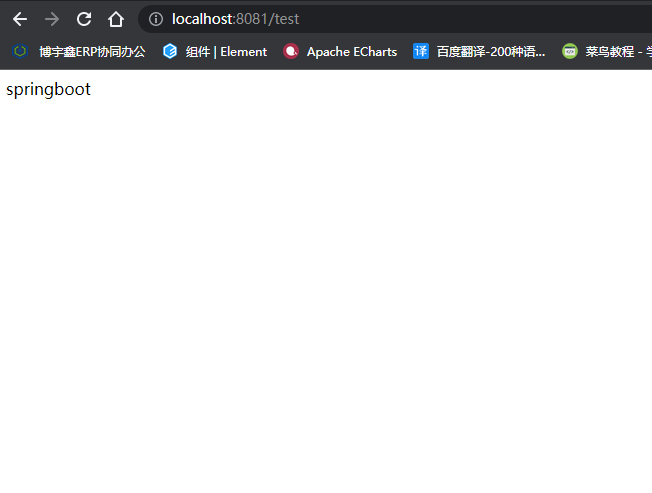 localhost:8081/test
博宇鑫ERP协同办公 组件 | Element Apache ECharts 译 百度翻译-200种语... 菜鸟教程 -
springboot